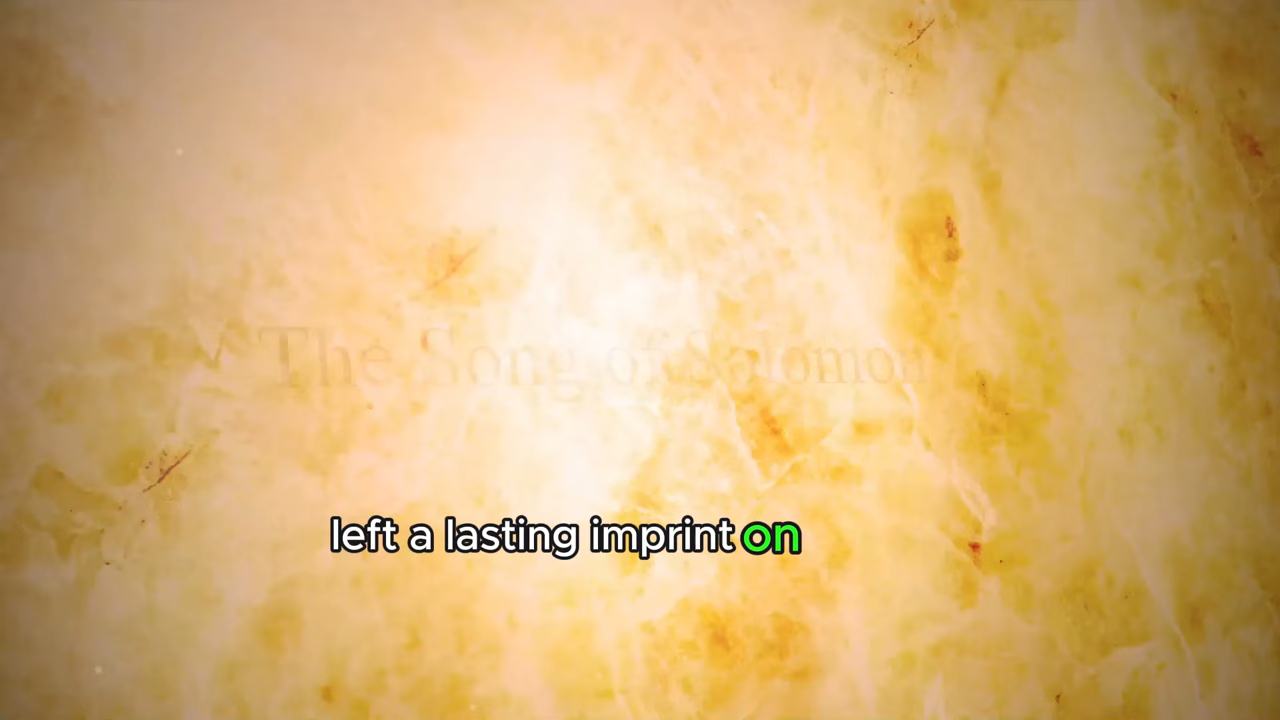 The Song of Solomon
left a lasting imprint on